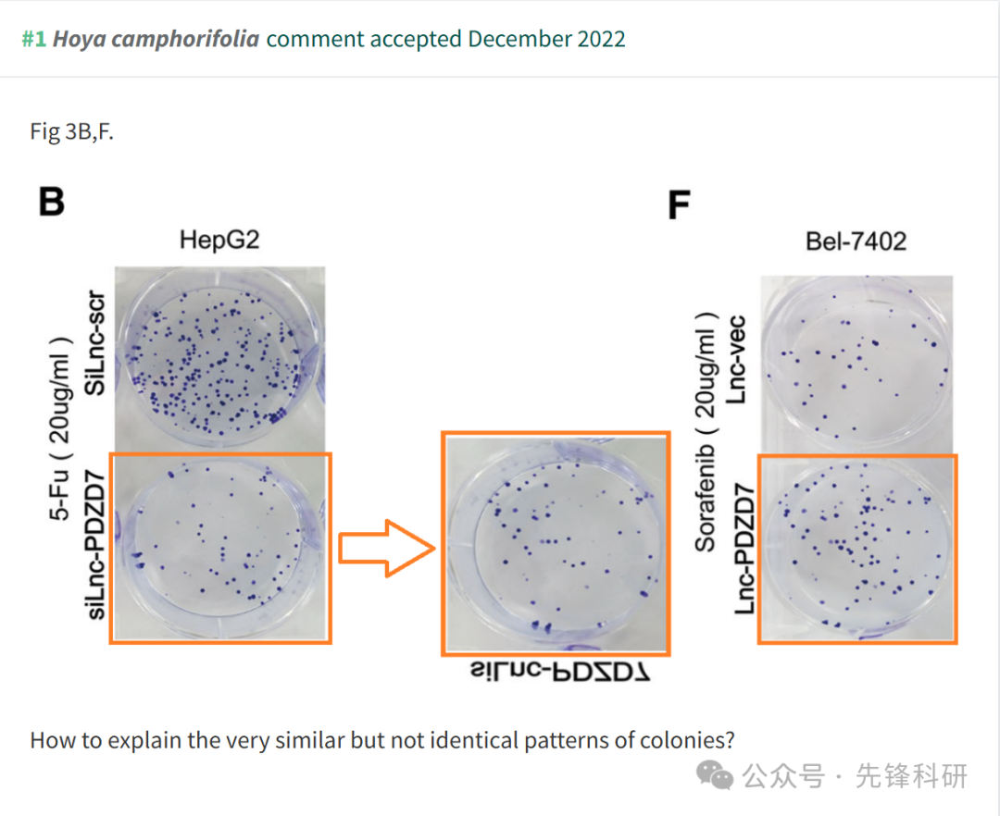 #1 Hoya camphorifolia comment accepted December 2022
Fig 3B,F.
B
HepG2
5-Fu ( 20ug/ml )
SiLnc-scr
siLnc-PDZD7
siLnc-PDZD7
F
Bel-7402
Sorafenib ( 20ug/ml )
Lnc-vec
Lnc-PDZD7
How to explain the very similar but not identical patterns of colonies?
公众号 · 先锋科研